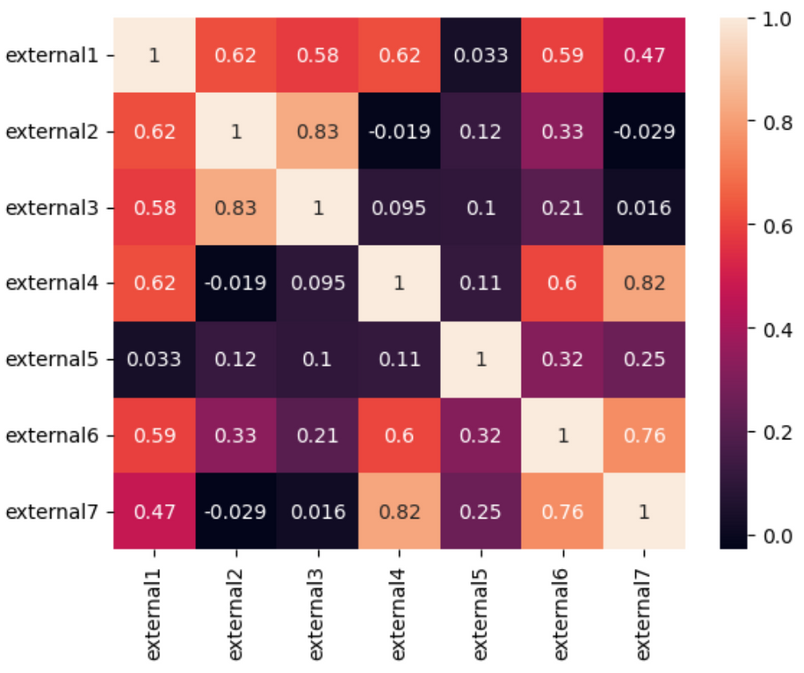 external1 1 0.62 0.58 0.62 0.033 0.59 0.47
external2 0.62 1 0.83 -0.019 0.12 0.33 -0.029
external3 0.58 0.83 1 0.095 0.1 0.21 0.016
external4 0.62 -0.019 0.095 1 0.11 0.6 0.82
external5 0.033 0.12 0.1 0.11 1 0.32 0.25
external6 0.59 0.33 0.21 0.6 0.32 1 0.76
external7 0.47 -0.029 0.016 0.82 0.25 0.76 1
external1 external2 external3 external4 external5 external6 external7
1.0
0.8
0.6
0.4
0.2
0.0